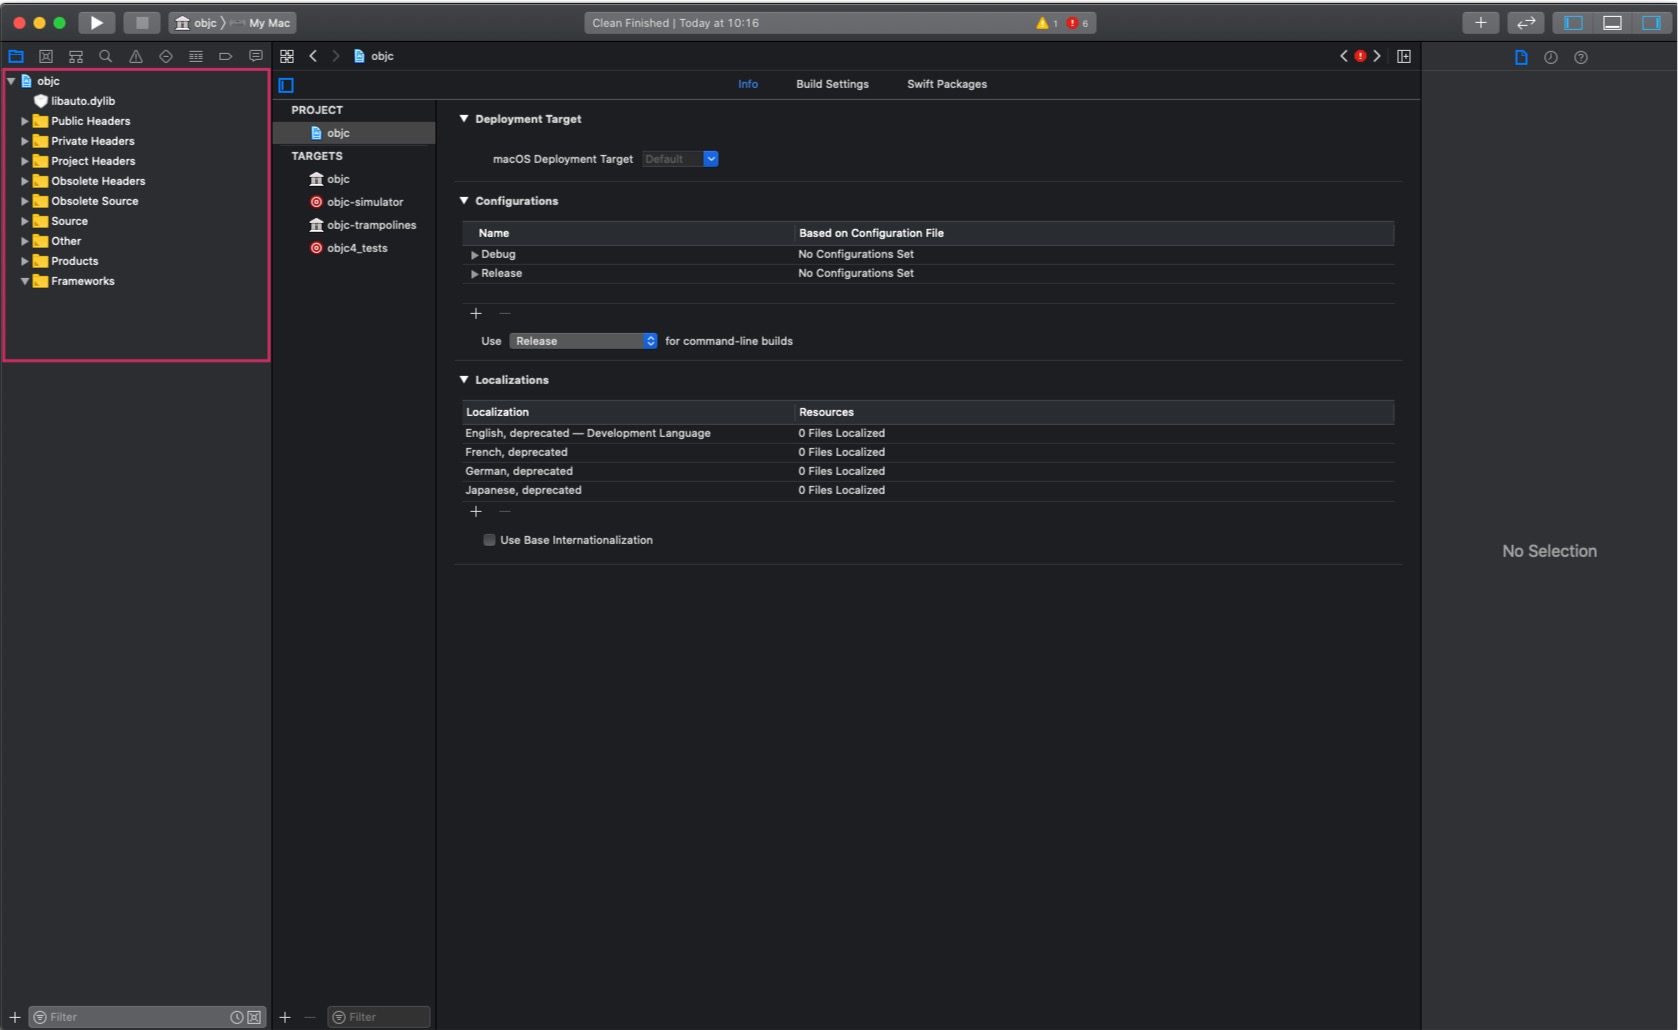 objc My Mac
Clean Finished | Today at 10:16
1 6
objc
libauto.dylib
Public Headers
Private Headers
Project Headers
Obsolete Headers
Obsolete Source
Source
Other
Products
Frameworks
Filter
objc
PROJECT
objc
TARGETS
objc
objc-simulator
objc-trampolines
objc4_tests
Filter
Info Build Settings Swift Packages
Deployment Target
macOS Deployment Target Default
Configurations
Name Based on Configuration File
Debug No Configurations Set
Release No Configurations Set
Use Release for command-line builds
Localizations
Localization Resources
English, deprecated — Development Language 0 Files Localized
French, deprecated 0 Files Localized
German, deprecated 0 Files Localized
Japanese, deprecated 0 Files Localized
Use Base Internationalization
No Selection